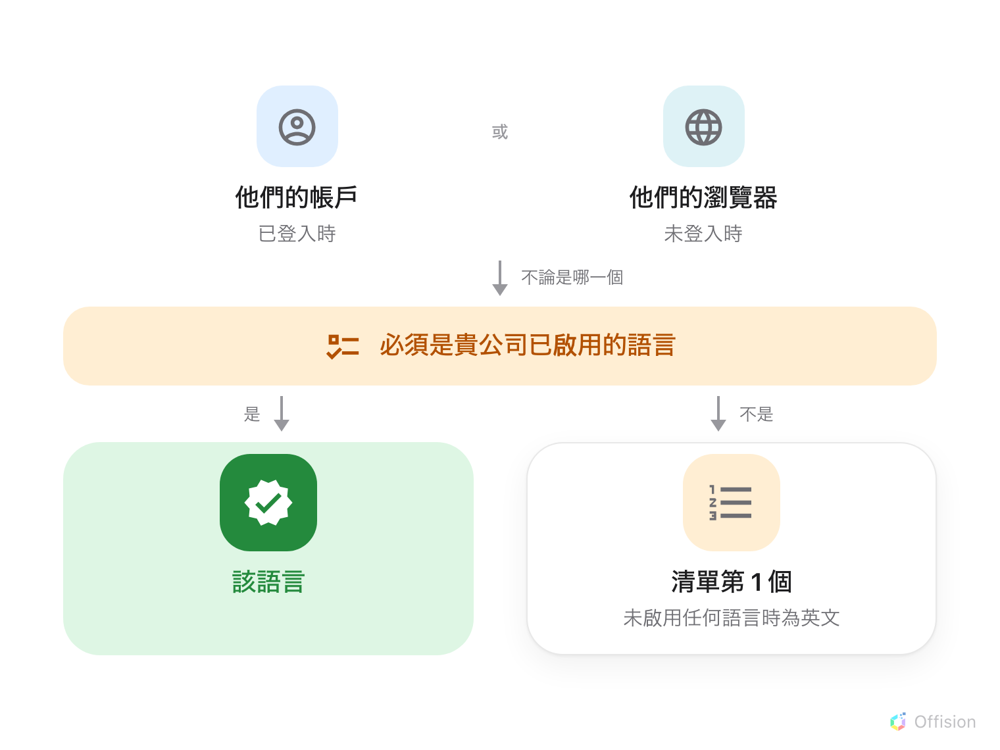 或
他們的帳戶
他們的瀏覽器
已登入時
未登入時
不論是哪一個
必須是貴公司已啟用的語言
是
不是
該語言
清單第 1 個
未啟用任何語言時為英文
Offision